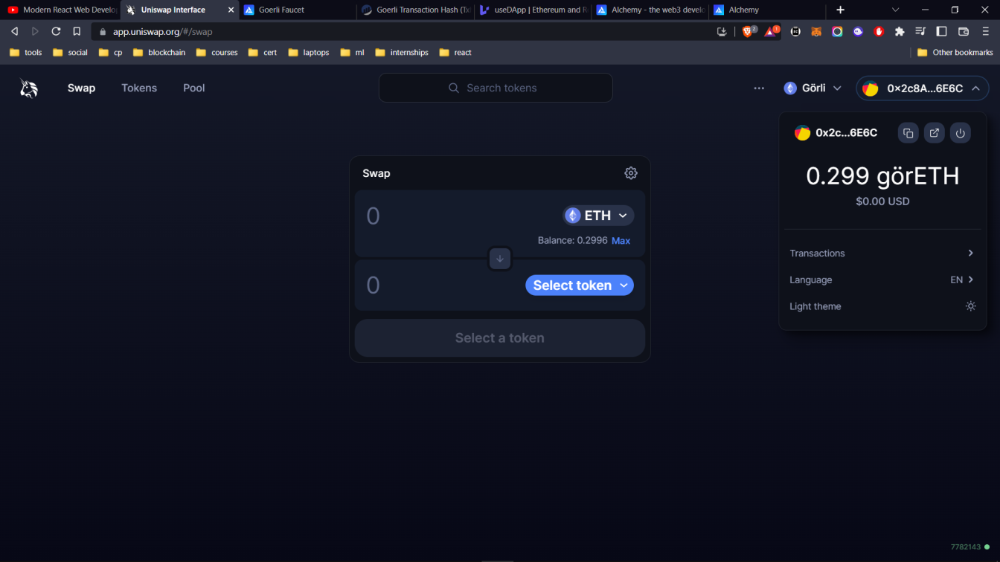 Modern React Web Develo
Uniswap Interface
Goerli Faucet
Goerli Transaction Hash (Tx
useDApp | Ethereum and R
Alchemy - the web3 develo
Alchemy
app.uniswap.org/#/swap
2
1
tools
social
cp
blockchain
courses
cert
laptops
ml
internships
react
Other bookmarks
Swap
Tokens
Pool
Search tokens
Görli
0x2c8A...6E6C
0x2c...6E6C
0.299 görETH
$0.00 USD
Transactions
Language
EN
Light theme
Swap
0
ETH
Balance: 0.2996 Max
0
Select token
Select a token
7782143